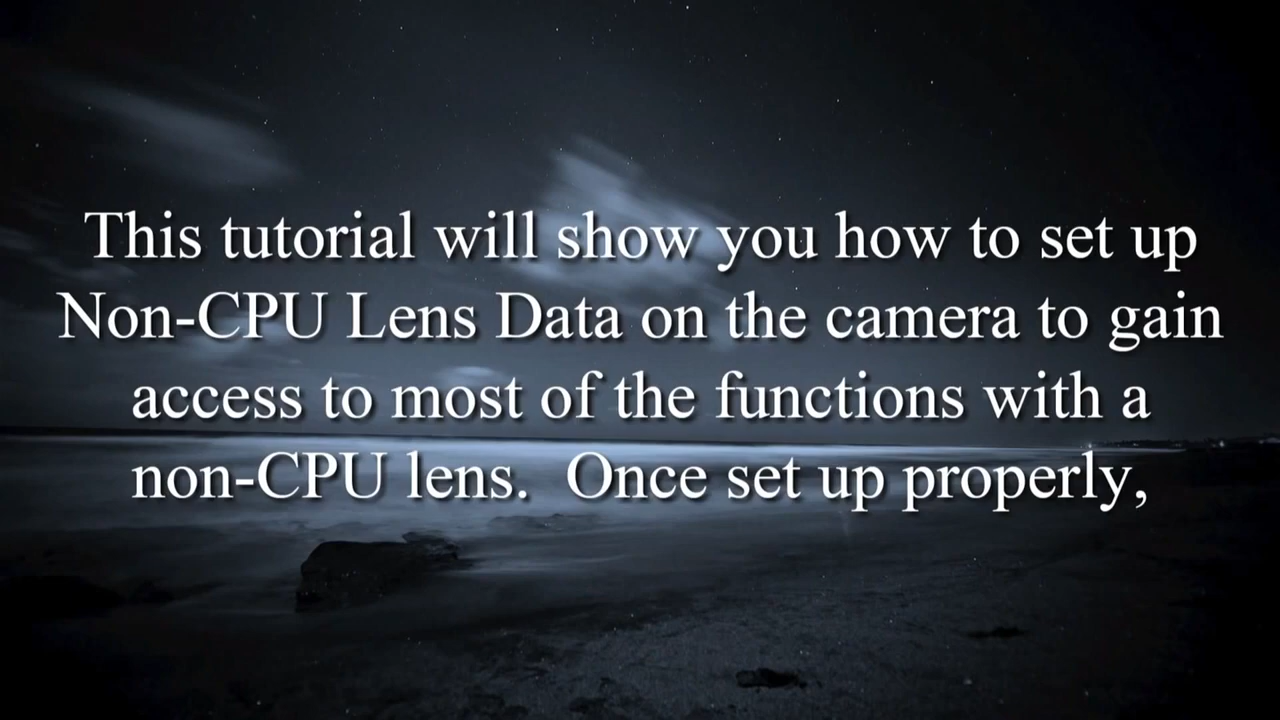 This tutorial will show you how to set up
Non-CPU Lens Data on the camera to gain
access to most of the functions with a
non-CPU lens.  Once set up properly,